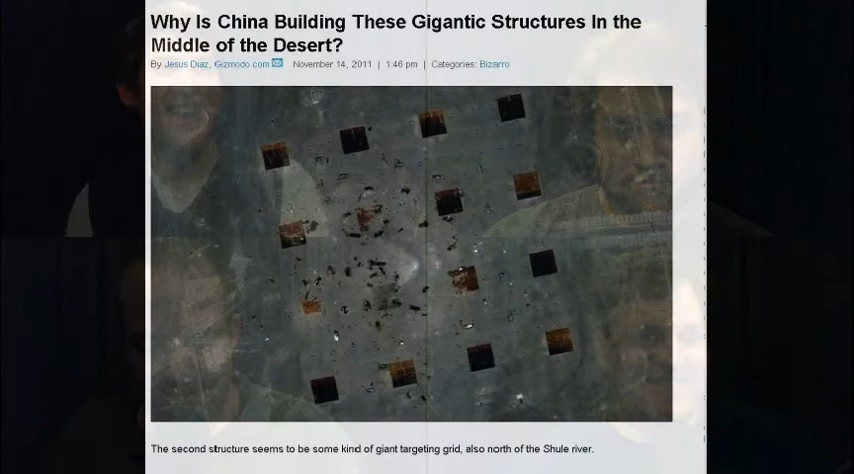 Why Is China Building These Gigantic Structures In the
Middle of the Desert?
By Jesus Diaz, Gizmodo.com November 14, 2011 | 1:46 pm | Categories: Bizarro
The second structure seems to be some kind of giant targeting grid, also north of the Shule river.